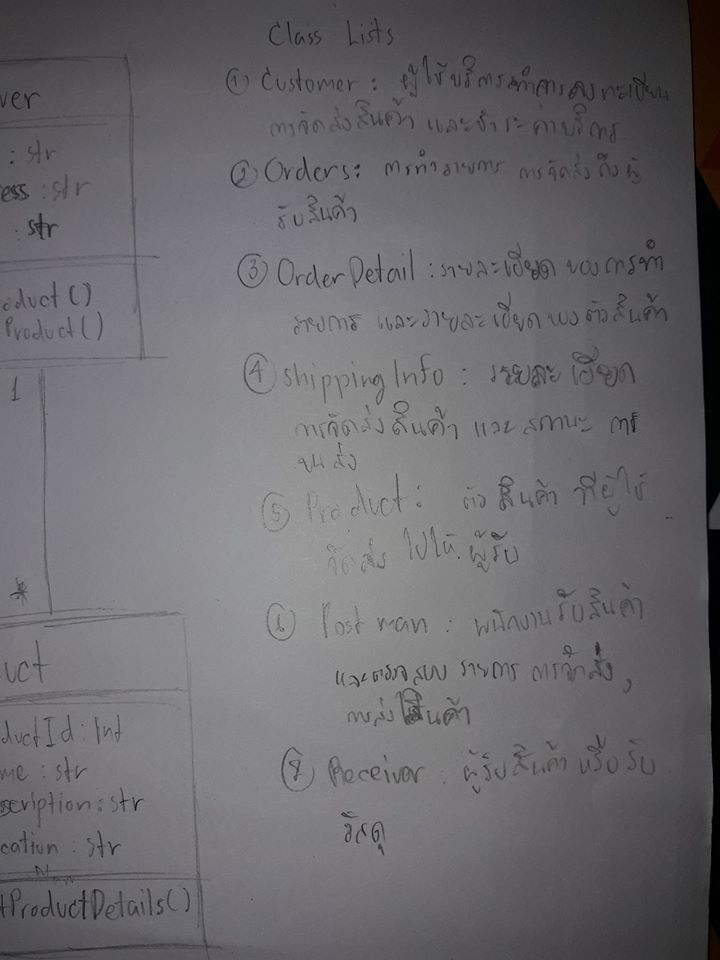 Class Lists
① Customer : ผู้ใช้บริการทำการลงทะเบียน
การจัดส่งสินค้า และชำระค่าบริการ
② Orders: การทำรายการ การจัดส่งถึงผู้
รับสินค้า
③ OrderDetail : รายละเอียด ของการทำ
รายการ และรายละเอียดของตัวสินค้า
④ shippingInfo : รายละเอียด
การจัดส่งสินค้า และ สถานะ การ
ขนส่ง
⑤ Product : ตัวสินค้า ที่ผู้ใช้
จัดส่ง ไปให้ผู้รับ
⑥ Post man : พนักงานรับสินค้า
และตรวจสอบ รายการ การจัดส่ง,
การส่งสินค้า
Receiver : ผู้รับสินค้า หรือรับ
วัสดุ
ver
: str
ess : str
: str
oduct()
Product()
1
*
uct
ductId : Int
me : str
scription : str
cation : str
tProductDetails()